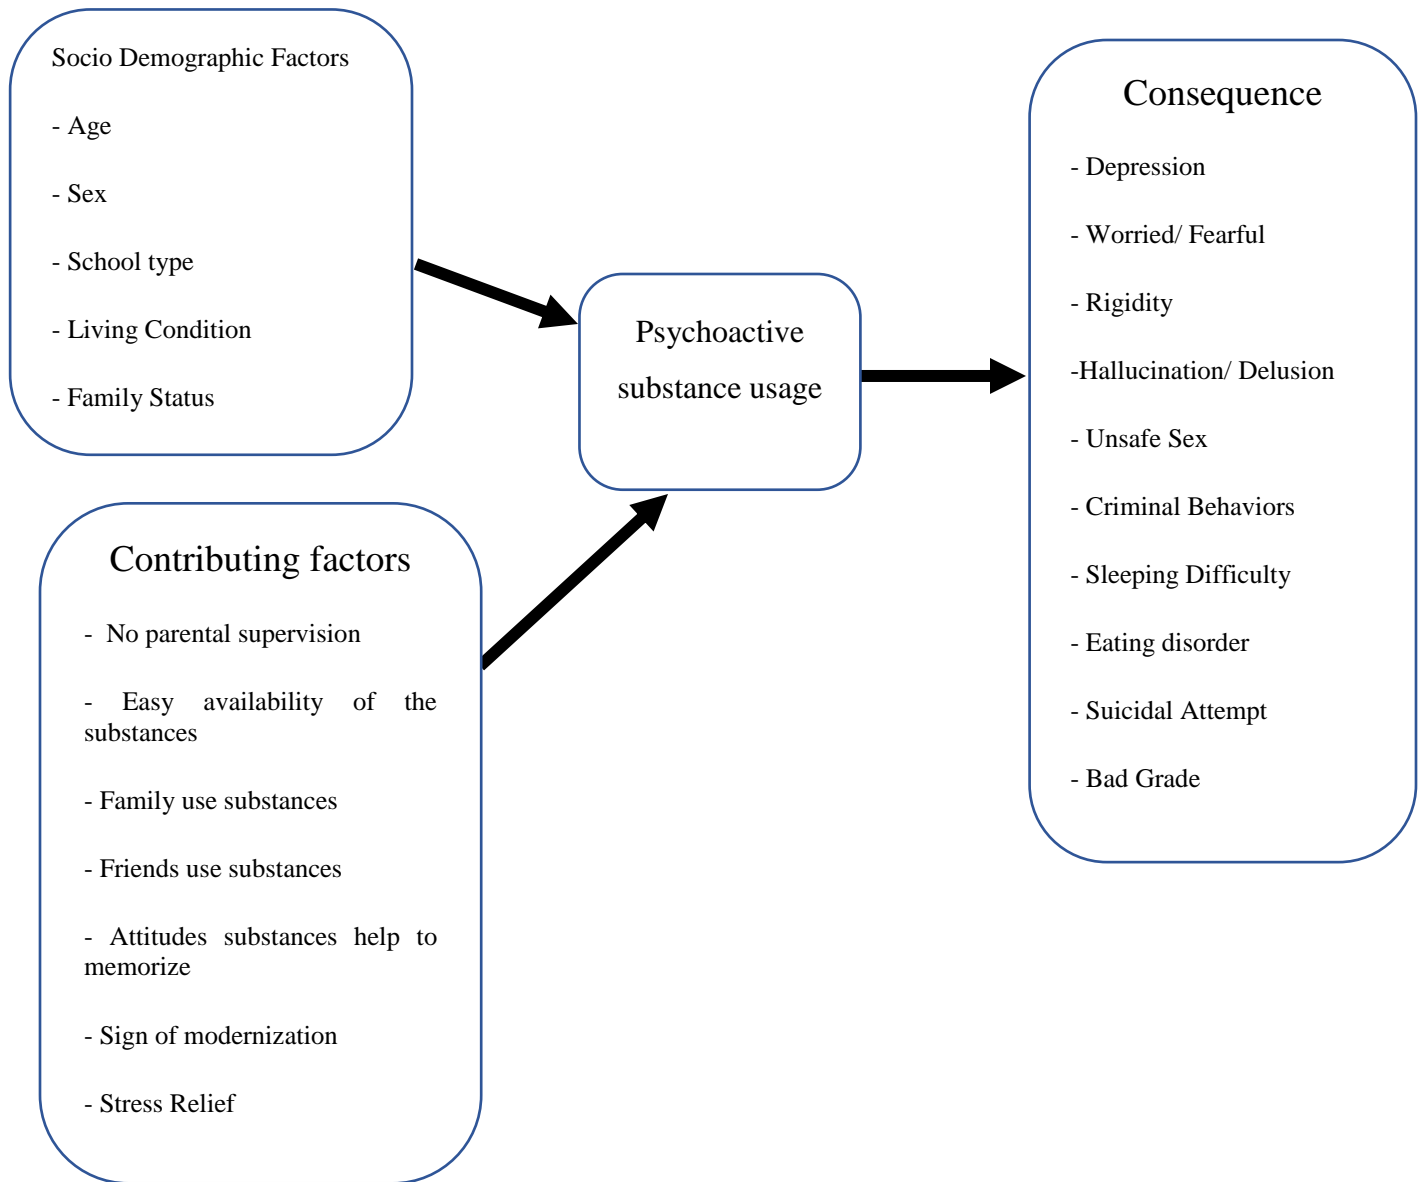 Socio Demographic Factors
- Age
- Sex
- School type
- Living Condition
- Family Status
Contributing factors
- No parental supervision
- Easy availability of the
substances
- Family use substances
- Friends use substances
- Attitudes substances help to
memorize
- Sign of modernization
- Stress Relief
Psychoactive
substance usage
Consequence
- Depression
- Worried/ Fearful
- Rigidity
-Hallucination/ Delusion
- Unsafe Sex
- Criminal Behaviors
- Sleeping Difficulty
- Eating disorder
- Suicidal Attempt
- Bad Grade